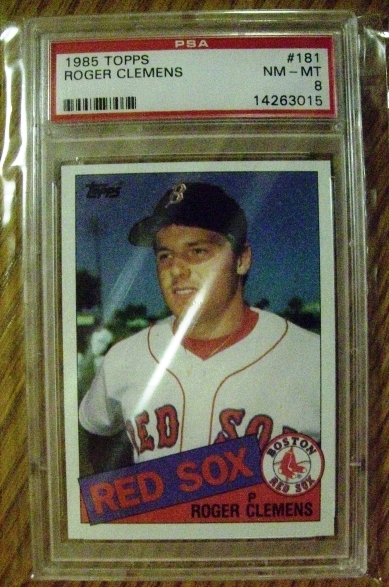 PSA
1985 TOPPS #181
ROGER CLEMENS NM - MT
8
14263015
Topps
B
RED SO
RED SOX
BOSTON
RED SOX
P
ROGER CLEMENS